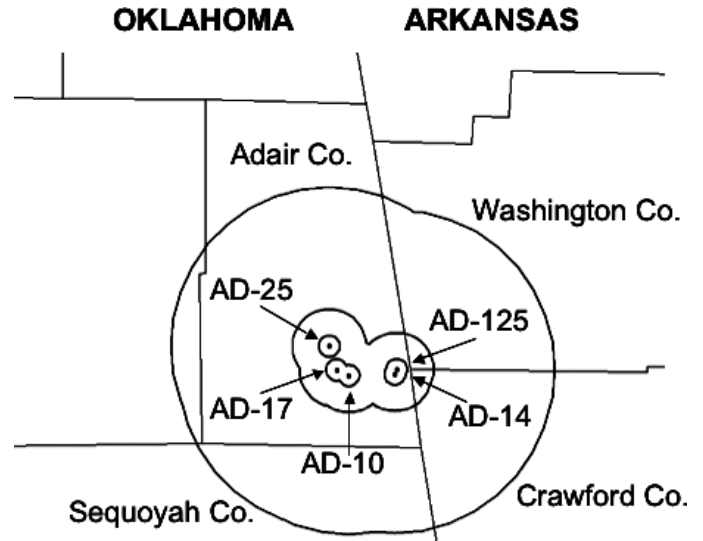 OKLAHOMA ARKANSAS
Adair Co.
Washington Co.
AD-25
AD-125
AD-17
AD-14
AD-10
Sequoyah Co.
Crawford Co.